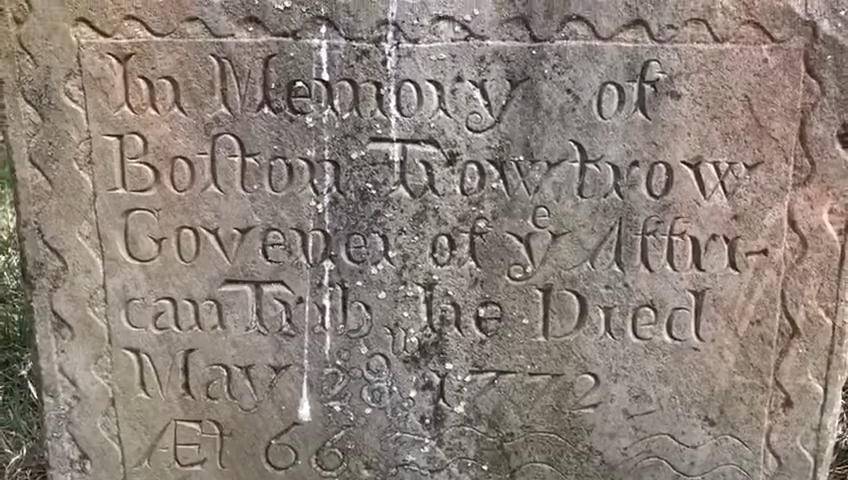 In Memory of
Boſton Trowtrow
Govener of yᵉ Affri-
can Trib he Died
May 28 1772
Æt 66